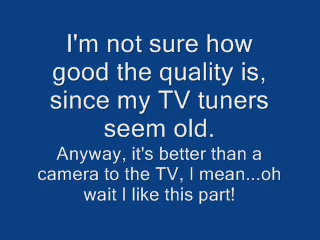 I'm not sure how
good the quality is,
since my TV tuners
seem old.
Anyway, it's better than a
camera to the TV, I mean...oh
wait I like this part!